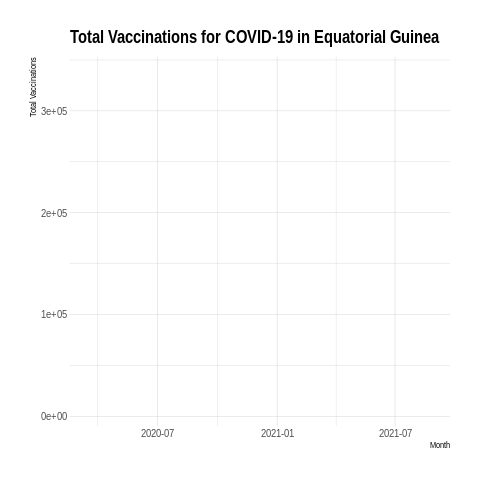 Total Vaccinations for COVID-19 in Equatorial Guinea
Total Vaccinations
3e+05
2e+05
1e+05
0e+00
2020-07 2021-01 2021-07
Month